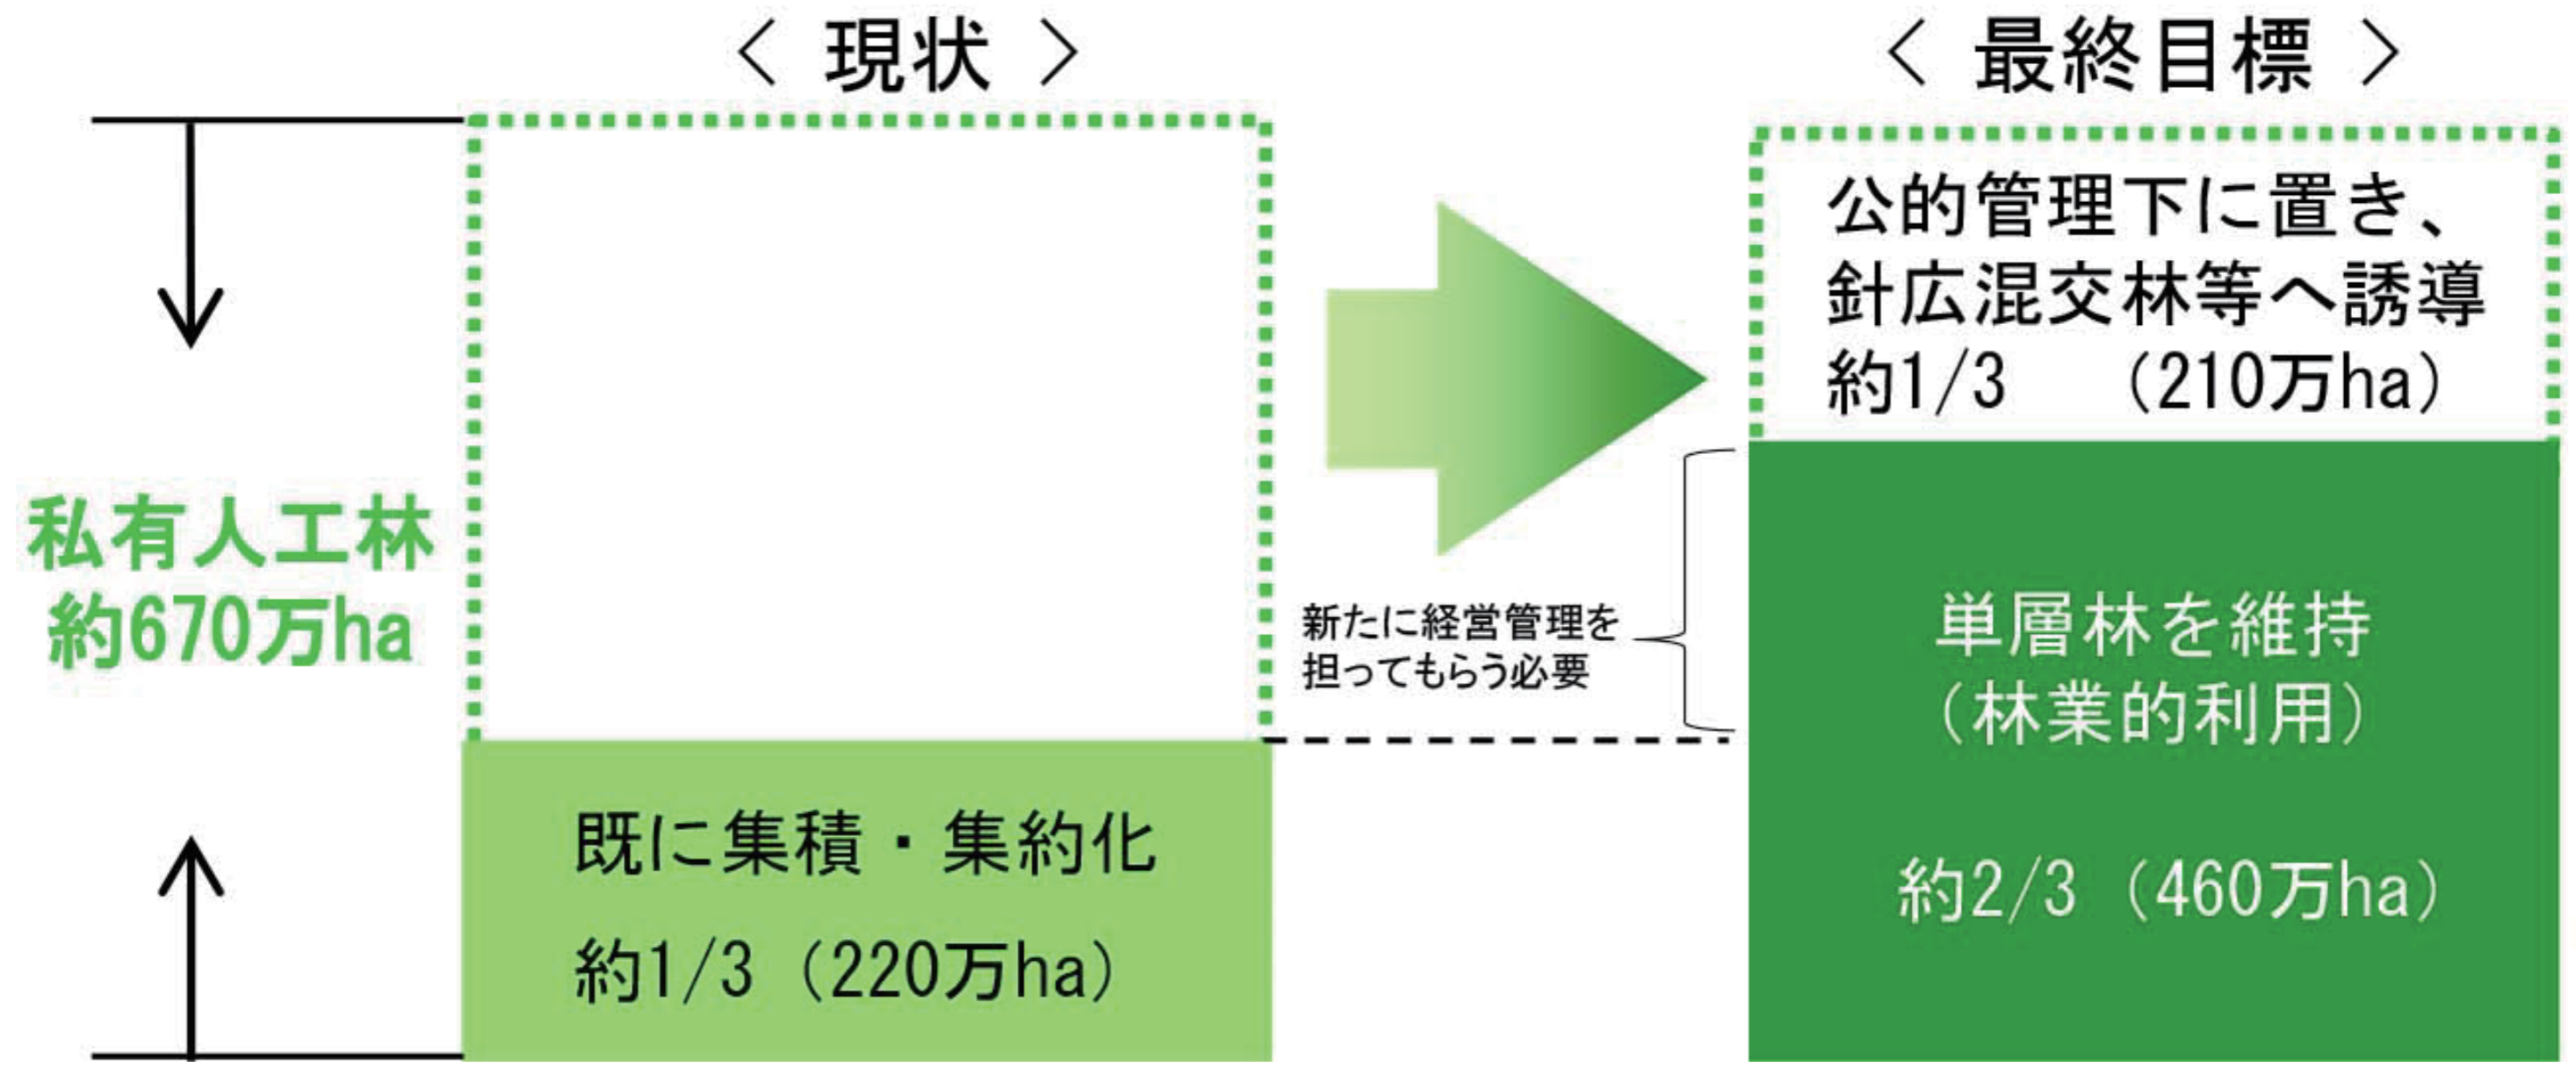 ＜ 現状 ＞
＜ 最終目標 ＞
私有人工林
約670万ha
既に集積・集約化
約1/3（220万ha）
新たに経営管理を
担ってもらう必要
公的管理下に置き、
針広混交林等へ誘導
約1/3　（210万ha）
単層林を維持
（林業的利用）
約2/3（460万ha）